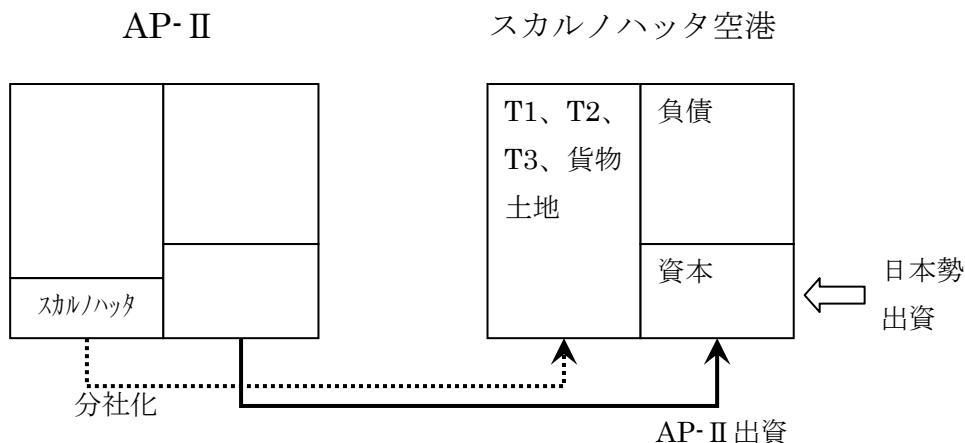 AP-Ⅱ
スカルノハッタ空港
T1、T2、
T3、貨物
土地
負債
資本
日本勢
出資
ｽｶﾙﾉﾊｯﾀ
分社化
AP-Ⅱ出資